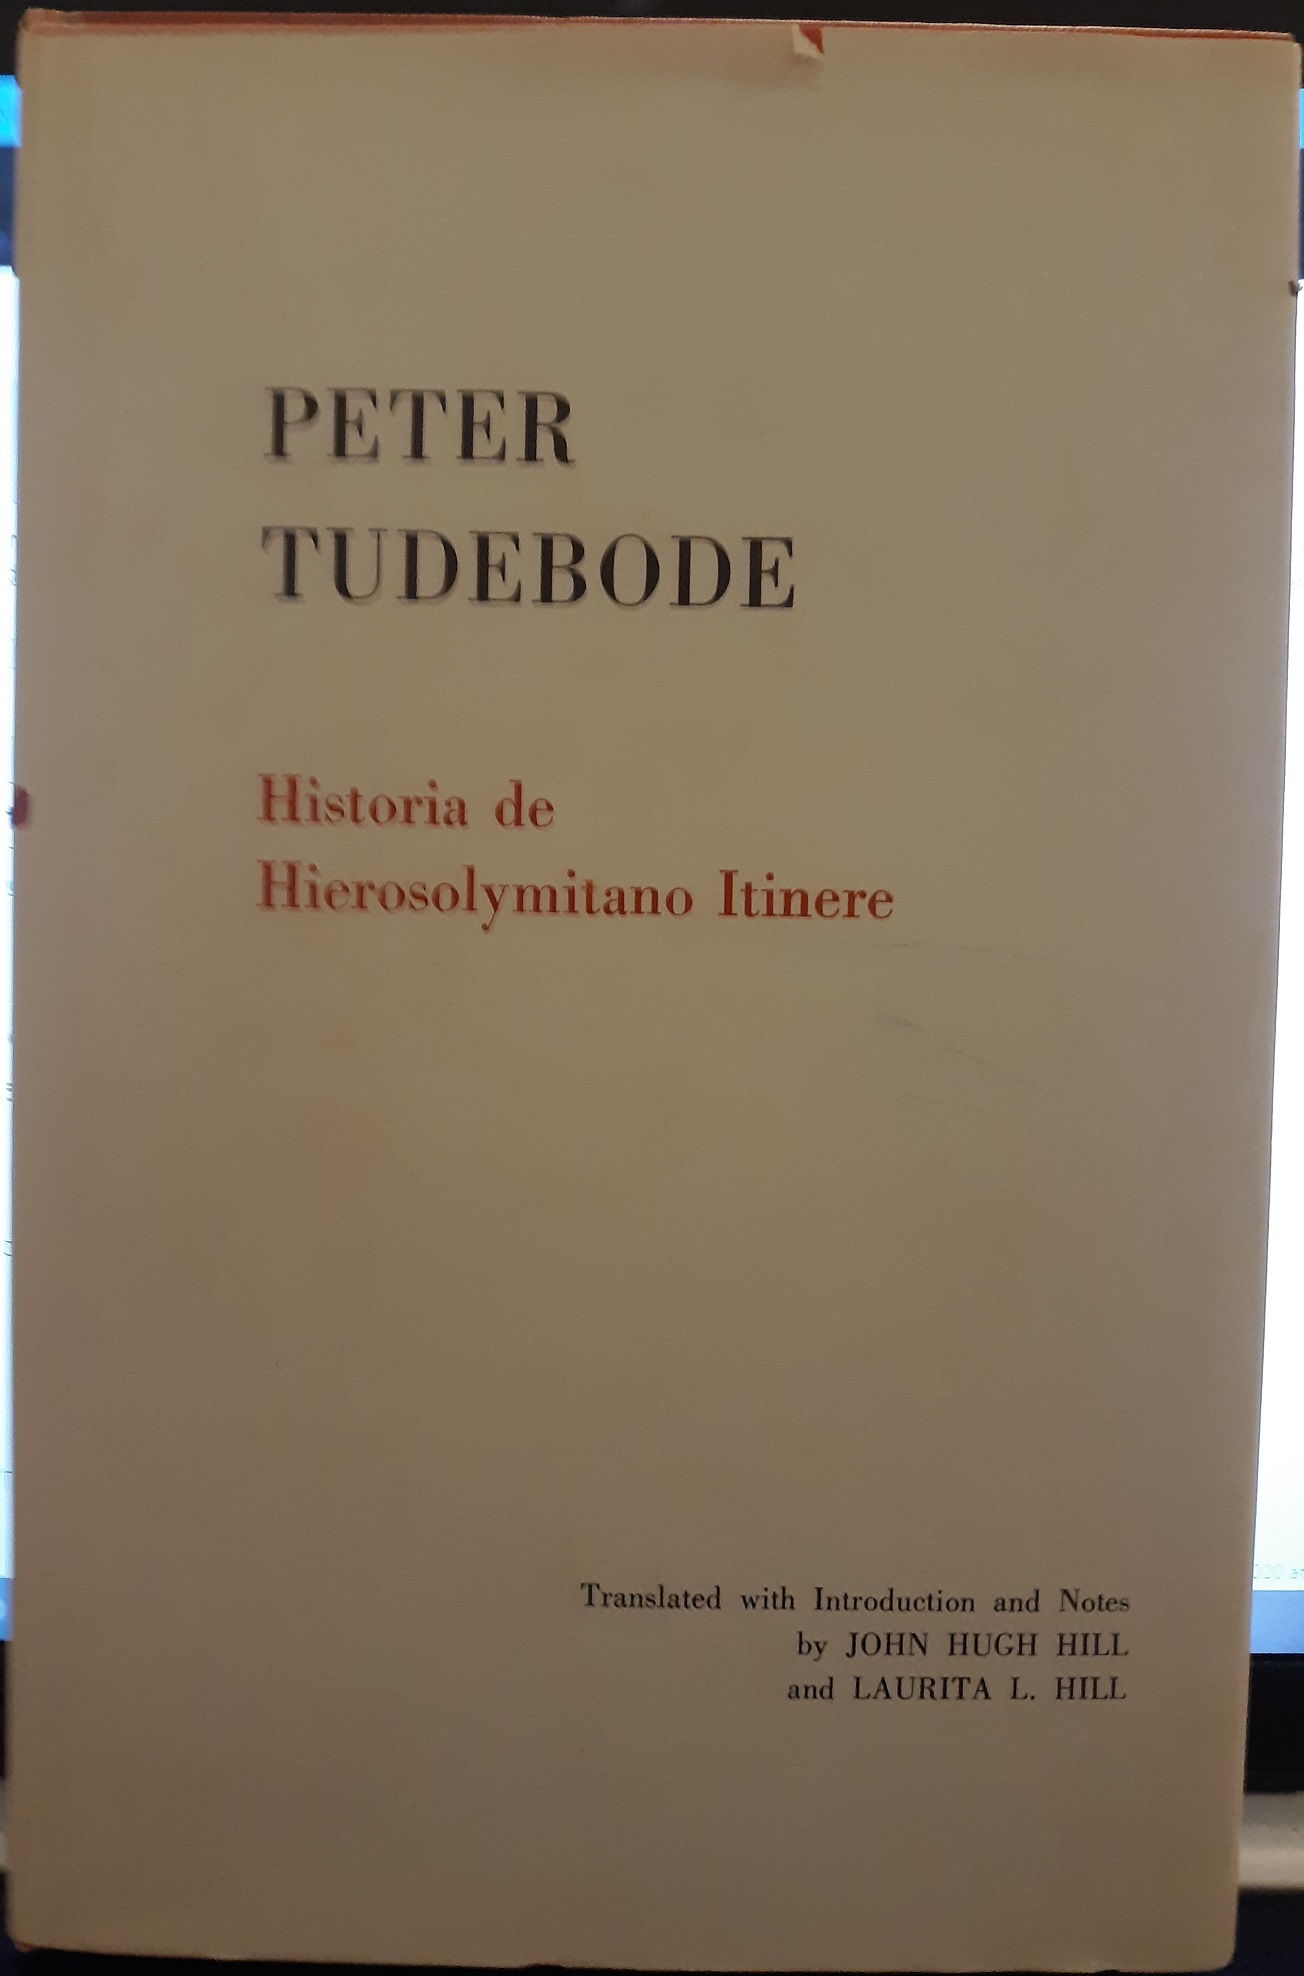 PETER
TUDEBODE
Historia de
Hierosolymitano Itinere
Translated with Introduction and Notes
by JOHN HUGH HILL
and LAURITA L. HILL